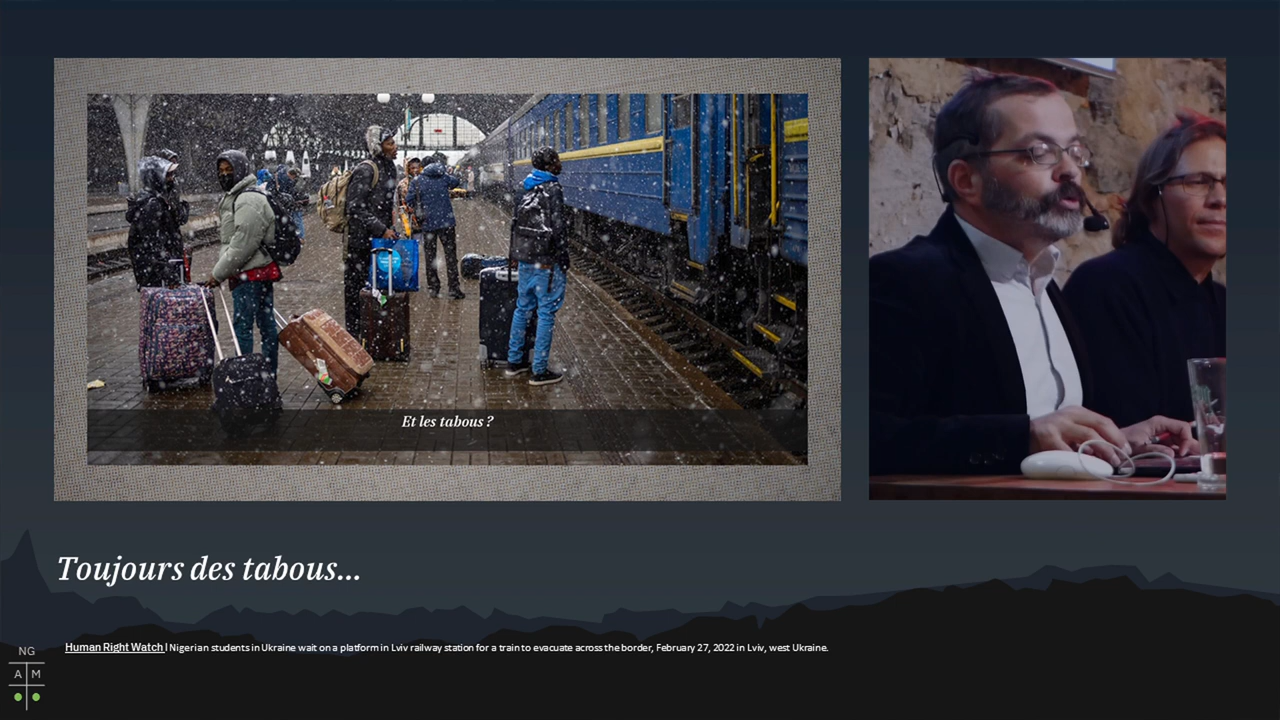 Et les tabous ?
Toujours des tabous...
Human Right Watch | Nigerian students in Ukraine wait on a platform in Lviv railway station for a train to evacuate across the border, February 27, 2022 in Lviv, west Ukraine.
NG
A M